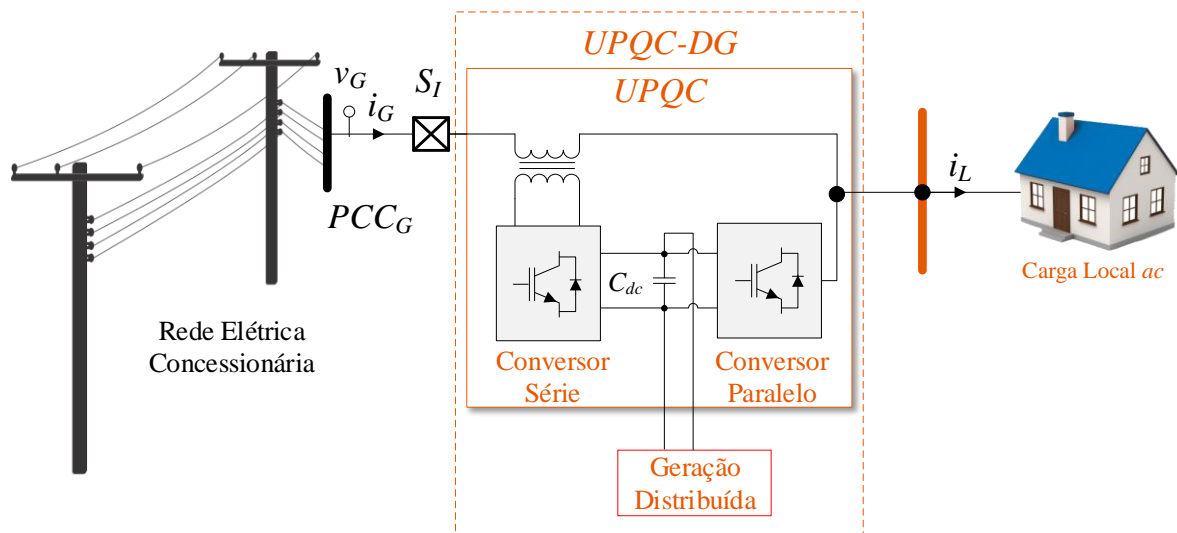 UPQC-DG
UPQC
v_G
i_G
S_I
PCC_G
i_L
C_dc
Rede Elétrica
Concessionária
Conversor
Série
Conversor
Paralelo
Carga Local ac
Geração
Distribuída